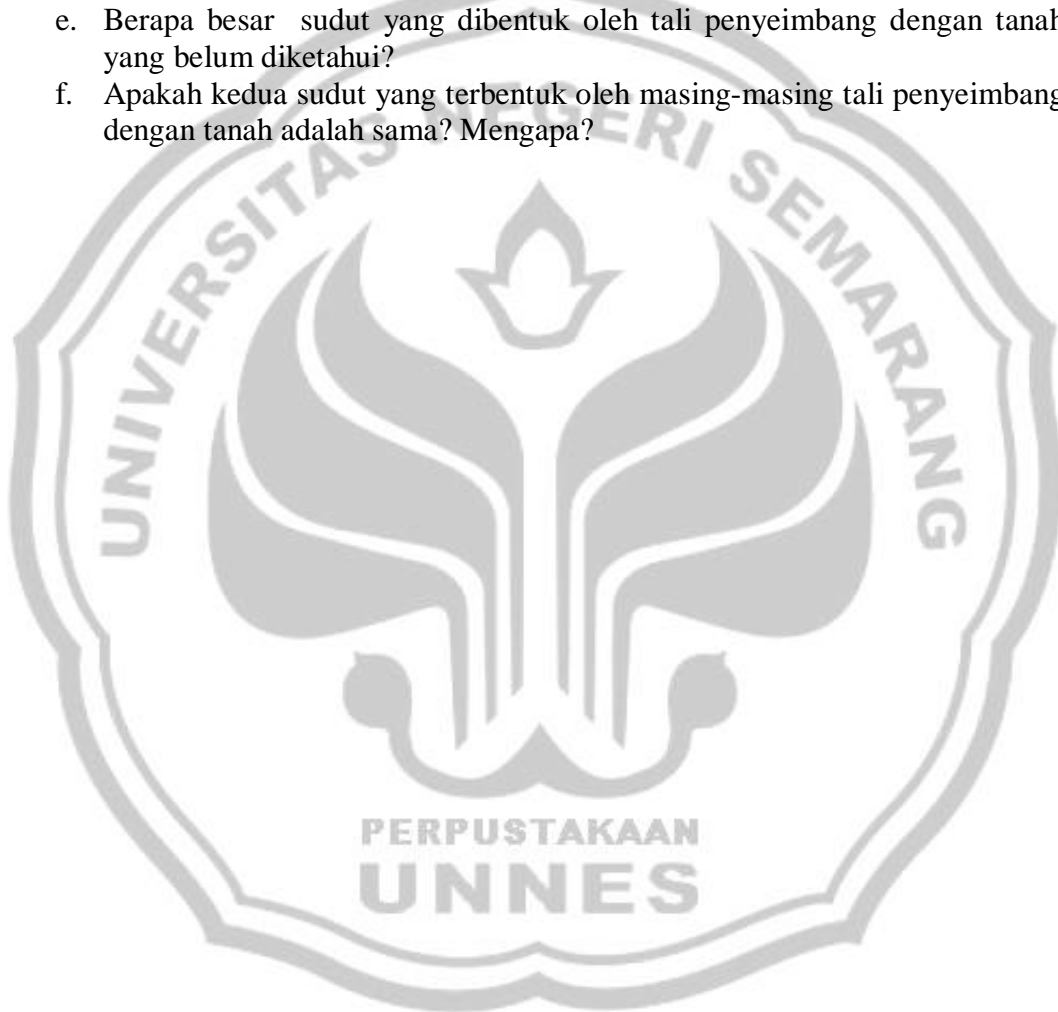 e. Berapa besar sudut yang dibentuk oleh tali penyeimbang dengan tanah
yang belum diketahui?
f. Apakah kedua sudut yang terbentuk oleh masing-masing tali penyeimbang
dengan tanah adalah sama? Mengapa?
UNIVERSITAS NEGERI SEMARANG
PERPUSTAKAAN
UNNES